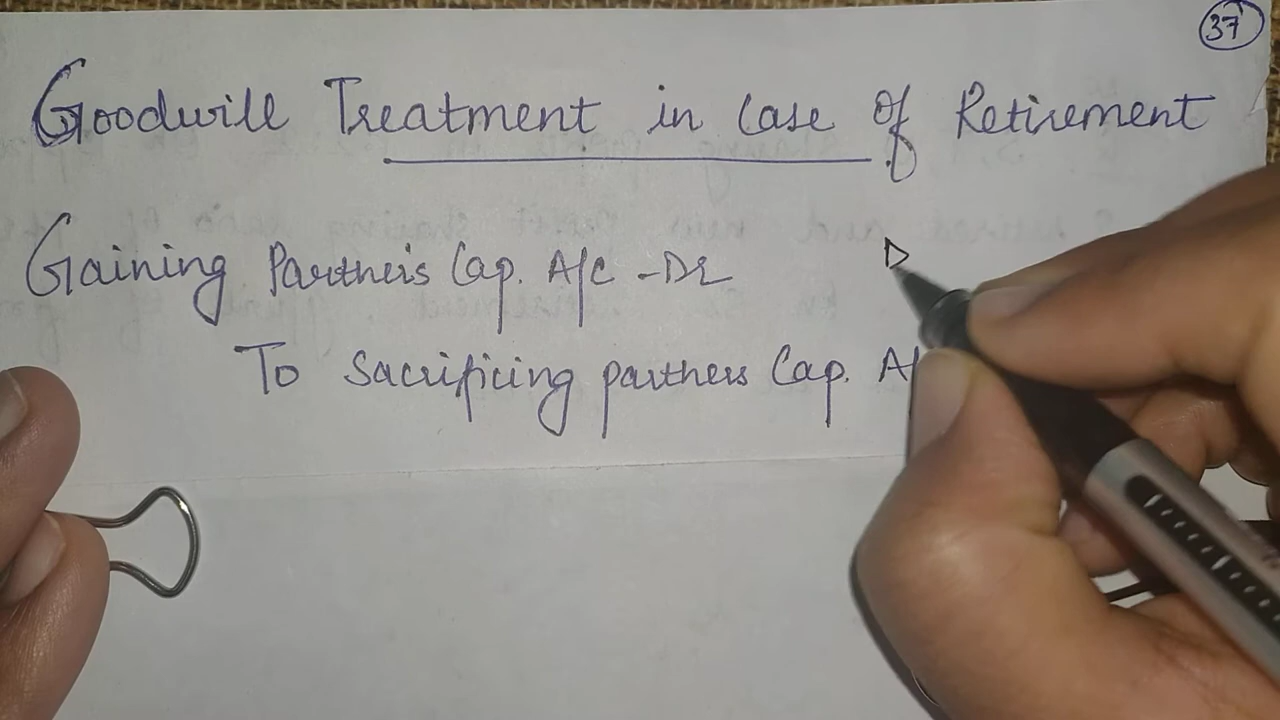 37
Goodwill Treatment in Case Of Retirement
Gaining Partner's Cap. A/C -Dr
D
To Sacrificing partners Cap. A/